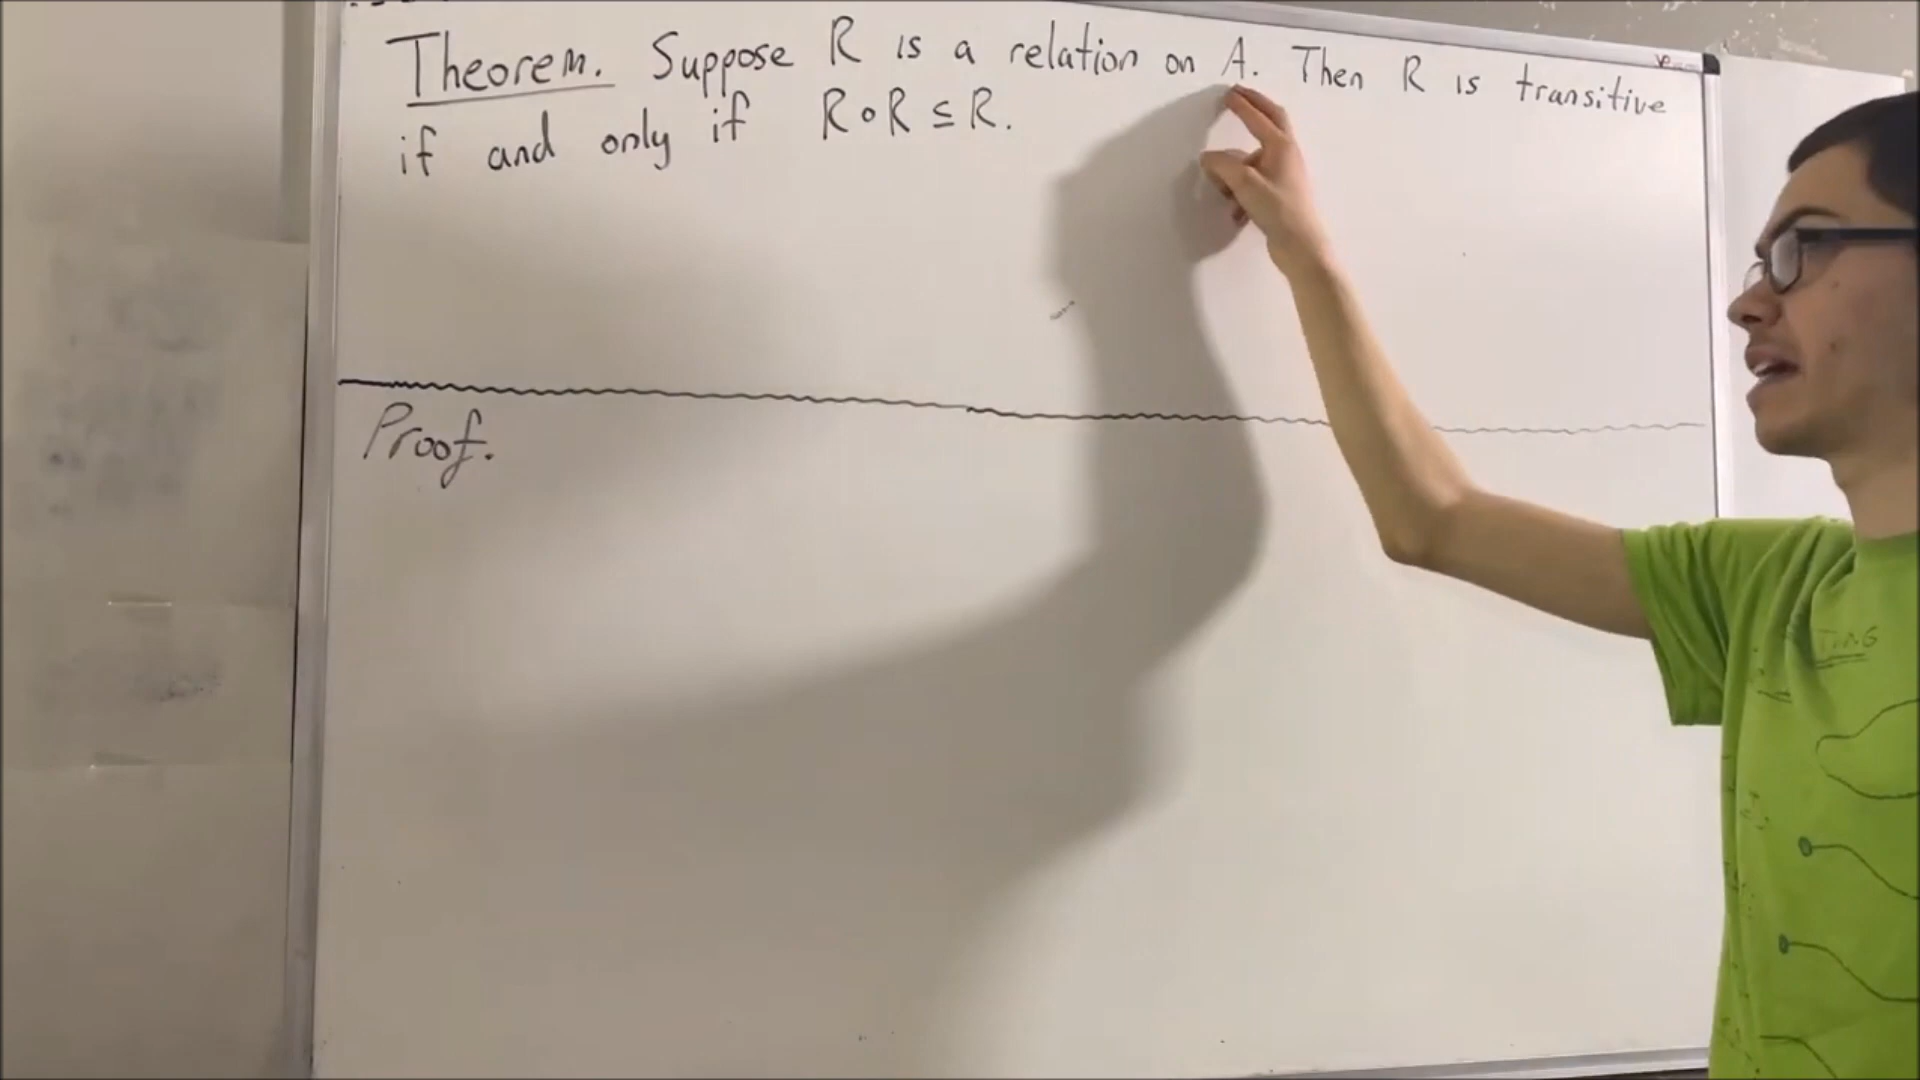 Theorem. Suppose R is a relation on A. Then R is transitive
if and only if R∘R ⊆ R.
Proof.